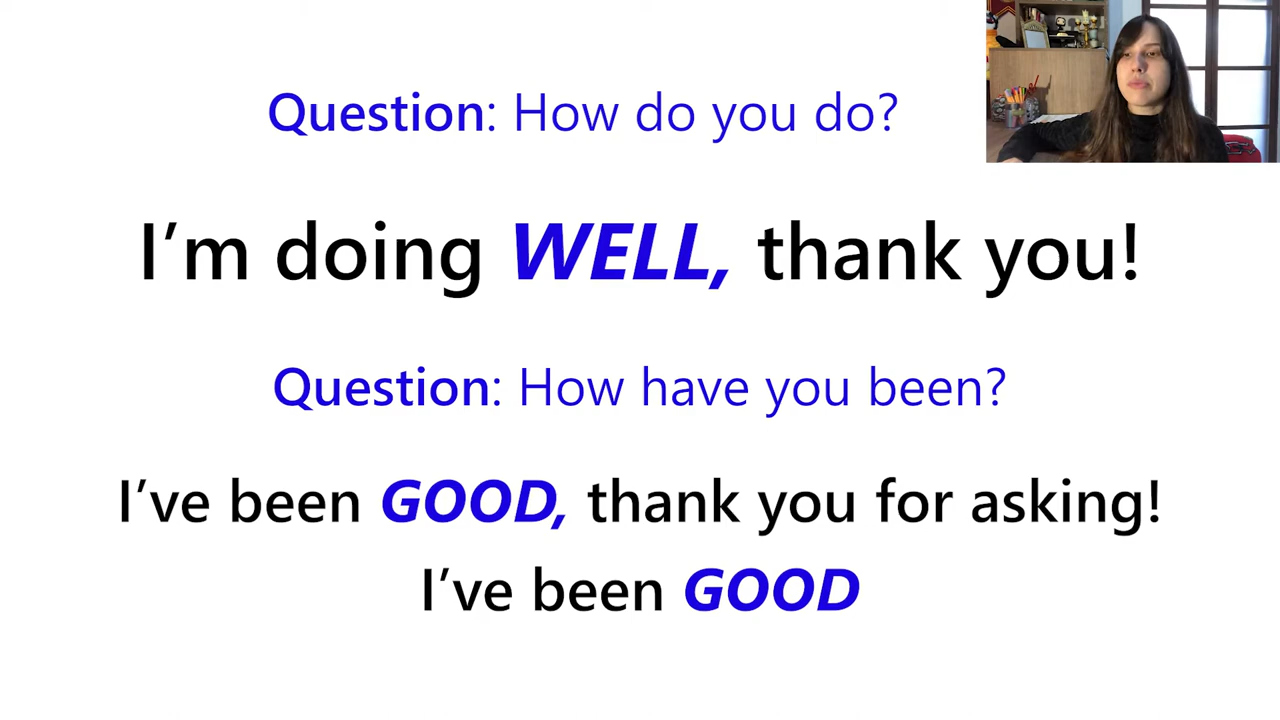 Question: How do you do?
I’m doing WELL, thank you!
Question: How have you been?
I’ve been GOOD, thank you for asking!
I’ve been GOOD